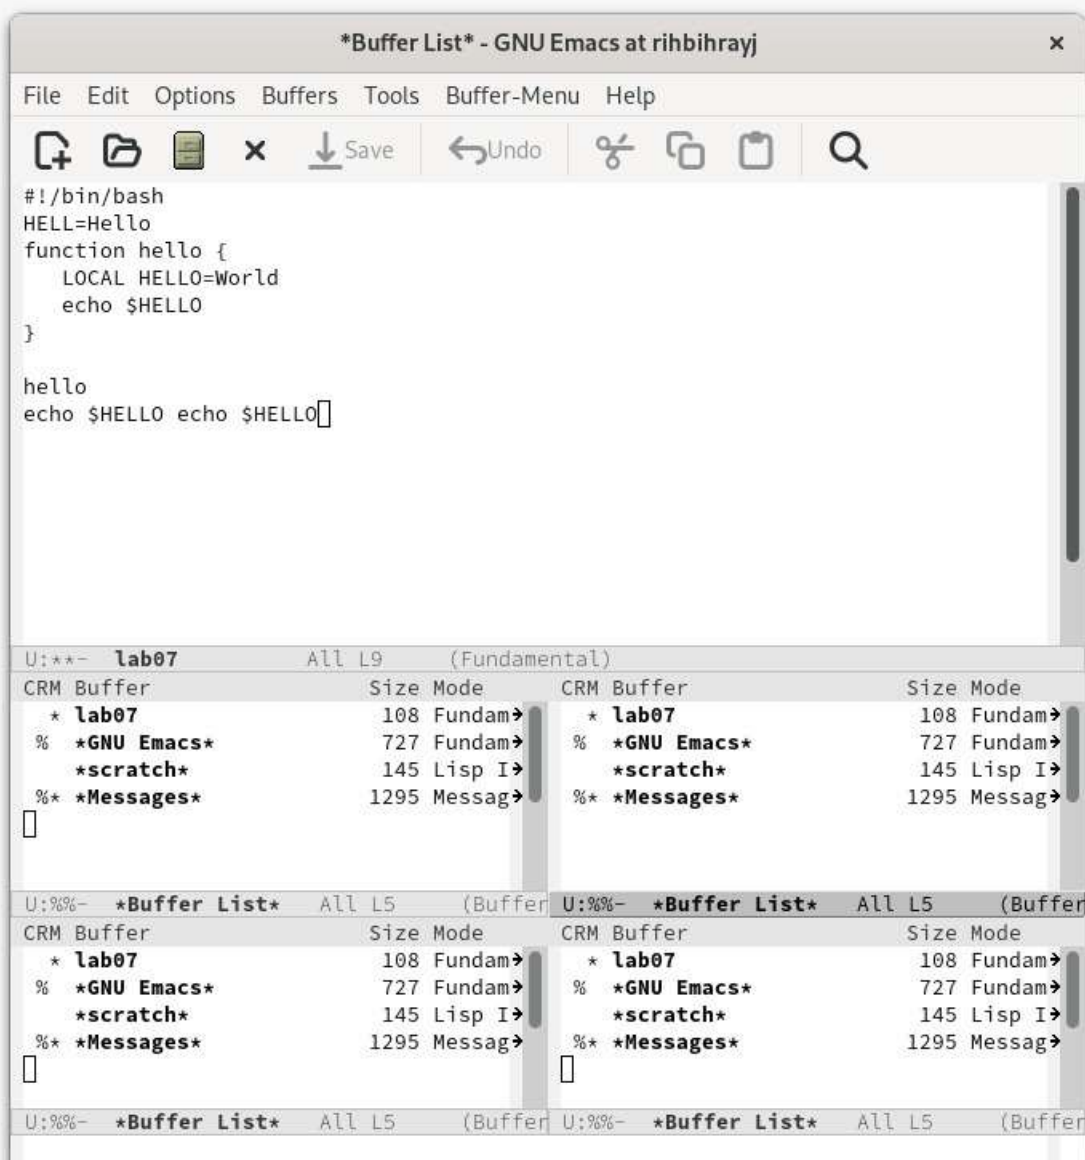 *Buffer List* - GNU Emacs at rihbihrayj ×
File Edit Options Buffers Tools Buffer-Menu Help
Save Undo
#!/bin/bash
HELL=Hello
function hello {
   LOCAL HELLO=World
   echo $HELLO
}
hello
echo $HELLO echo $HELLO
U:**-  lab07          All L9     (Fundamental)
CRM Buffer                 Size Mode
  * lab07                   108 Fundam
 %  *GNU Emacs*             727 Fundam
    *scratch*               145 Lisp I
 %* *Messages*             1295 Messag
U:%%-  *Buffer List*   All L5     (Buffer
CRM Buffer                 Size Mode
  * lab07                   108 Fundam
 %  *GNU Emacs*             727 Fundam
    *scratch*               145 Lisp I
 %* *Messages*             1295 Messag
U:%%-  *Buffer List*   All L5     (Buffer
CRM Buffer                 Size Mode
  * lab07                   108 Fundam
 %  *GNU Emacs*             727 Fundam
    *scratch*               145 Lisp I
 %* *Messages*             1295 Messag
U:%%-  *Buffer List*   All L5     (Buffer
CRM Buffer                 Size Mode
  * lab07                   108 Fundam
 %  *GNU Emacs*             727 Fundam
    *scratch*               145 Lisp I
 %* *Messages*             1295 Messag
U:%%-  *Buffer List*   All L5     (Buffer